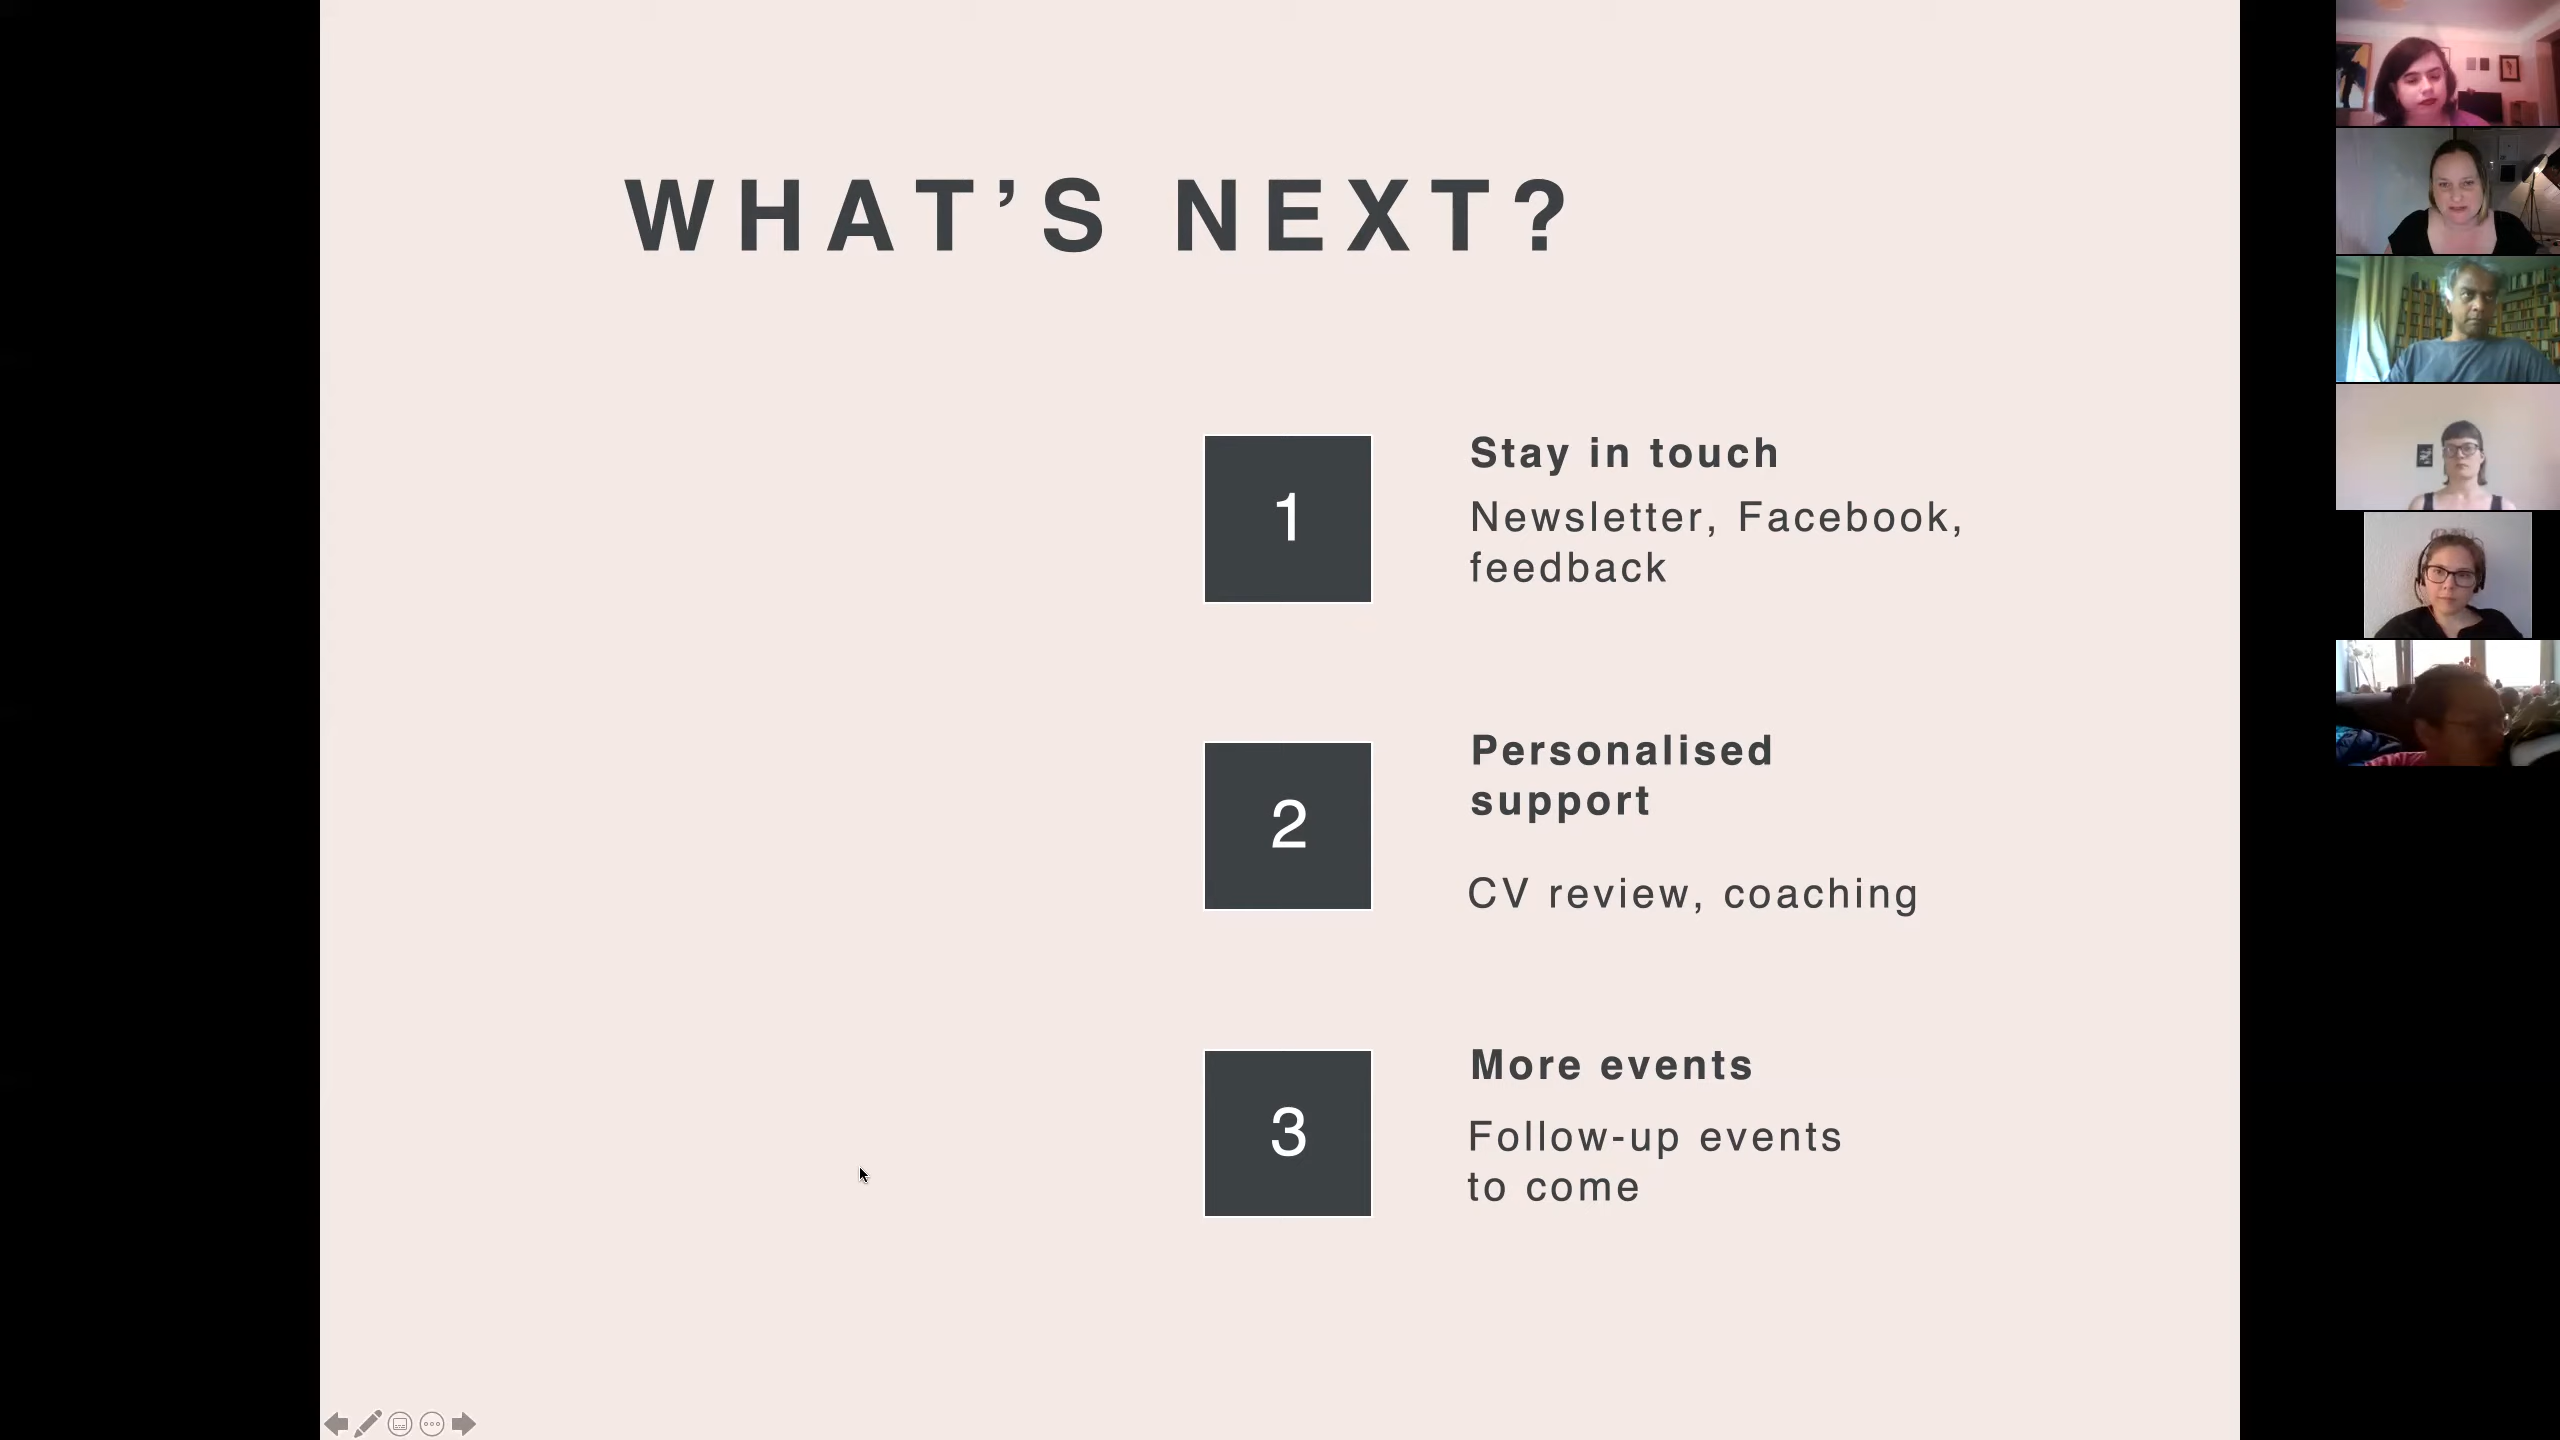 WHAT’S NEXT?
1
Stay in touch
Newsletter, Facebook,
feedback
2
Personalised
support
CV review, coaching
3
More events
Follow-up events
to come